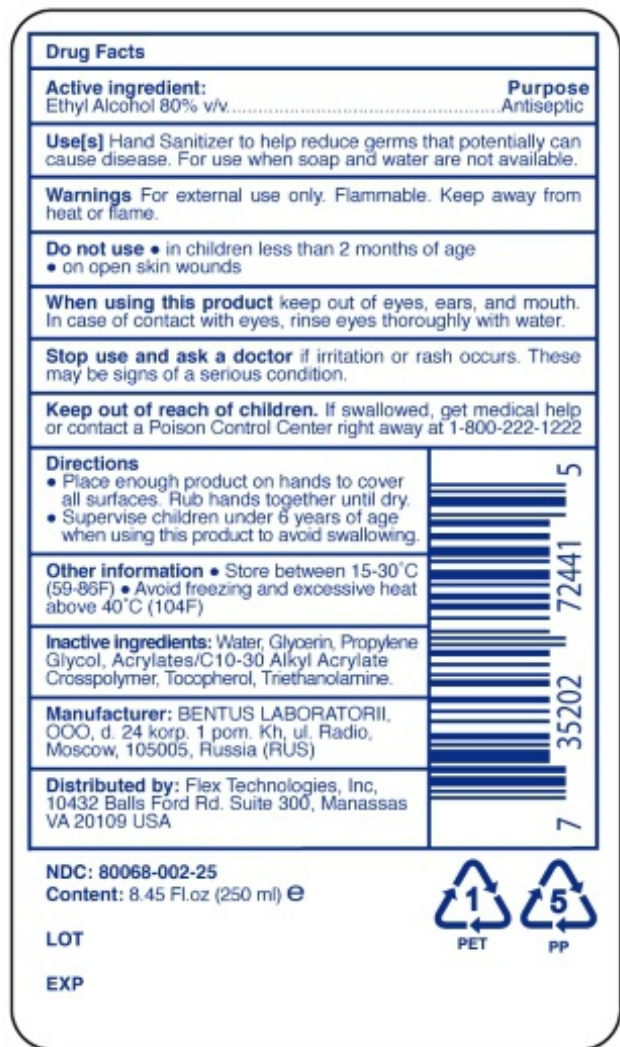 Drug Facts
Active ingredient: Purpose
Ethyl Alcohol 80% v/v..........................................................Antiseptic
Use[s] Hand Sanitizer to help reduce germs that potentially can
cause disease. For use when soap and water are not available.
Warnings For external use only. Flammable. Keep away from
heat or flame.
Do not use ● in children less than 2 months of age
● on open skin wounds
When using this product keep out of eyes, ears, and mouth.
In case of contact with eyes, rinse eyes thoroughly with water.
Stop use and ask a doctor if irritation or rash occurs. These
may be signs of a serious condition.
Keep out of reach of children. If swallowed, get medical help
or contact a Poison Control Center right away at 1-800-222-1222
Directions
● Place enough product on hands to cover
all surfaces. Rub hands together until dry.
● Supervise children under 6 years of age
when using this product to avoid swallowing.
Other information ● Store between 15-30˚C
(59-86F) ● Avoid freezing and excessive heat
above 40˚C (104F)
Inactive ingredients: Water, Glycerin, Propylene
Glycol, Acrylates/C10-30 Alkyl Acrylate
Crosspolymer, Tocopherol, Triethanolamine.
Manufacturer: BENTUS LABORATORII,
OOO, d. 24 korp. 1 pom. Kh, ul. Radio,
Moscow, 105005, Russia (RUS)
Distributed by: Flex Technologies, Inc,
10432 Balls Ford Rd. Suite 300, Manassas
VA 20109 USA
7 35202 72441 5
NDC: 80068-002-25
Content: 8.45 Fl.oz (250 ml) ℮
LOT
EXP
1
PET
5
PP